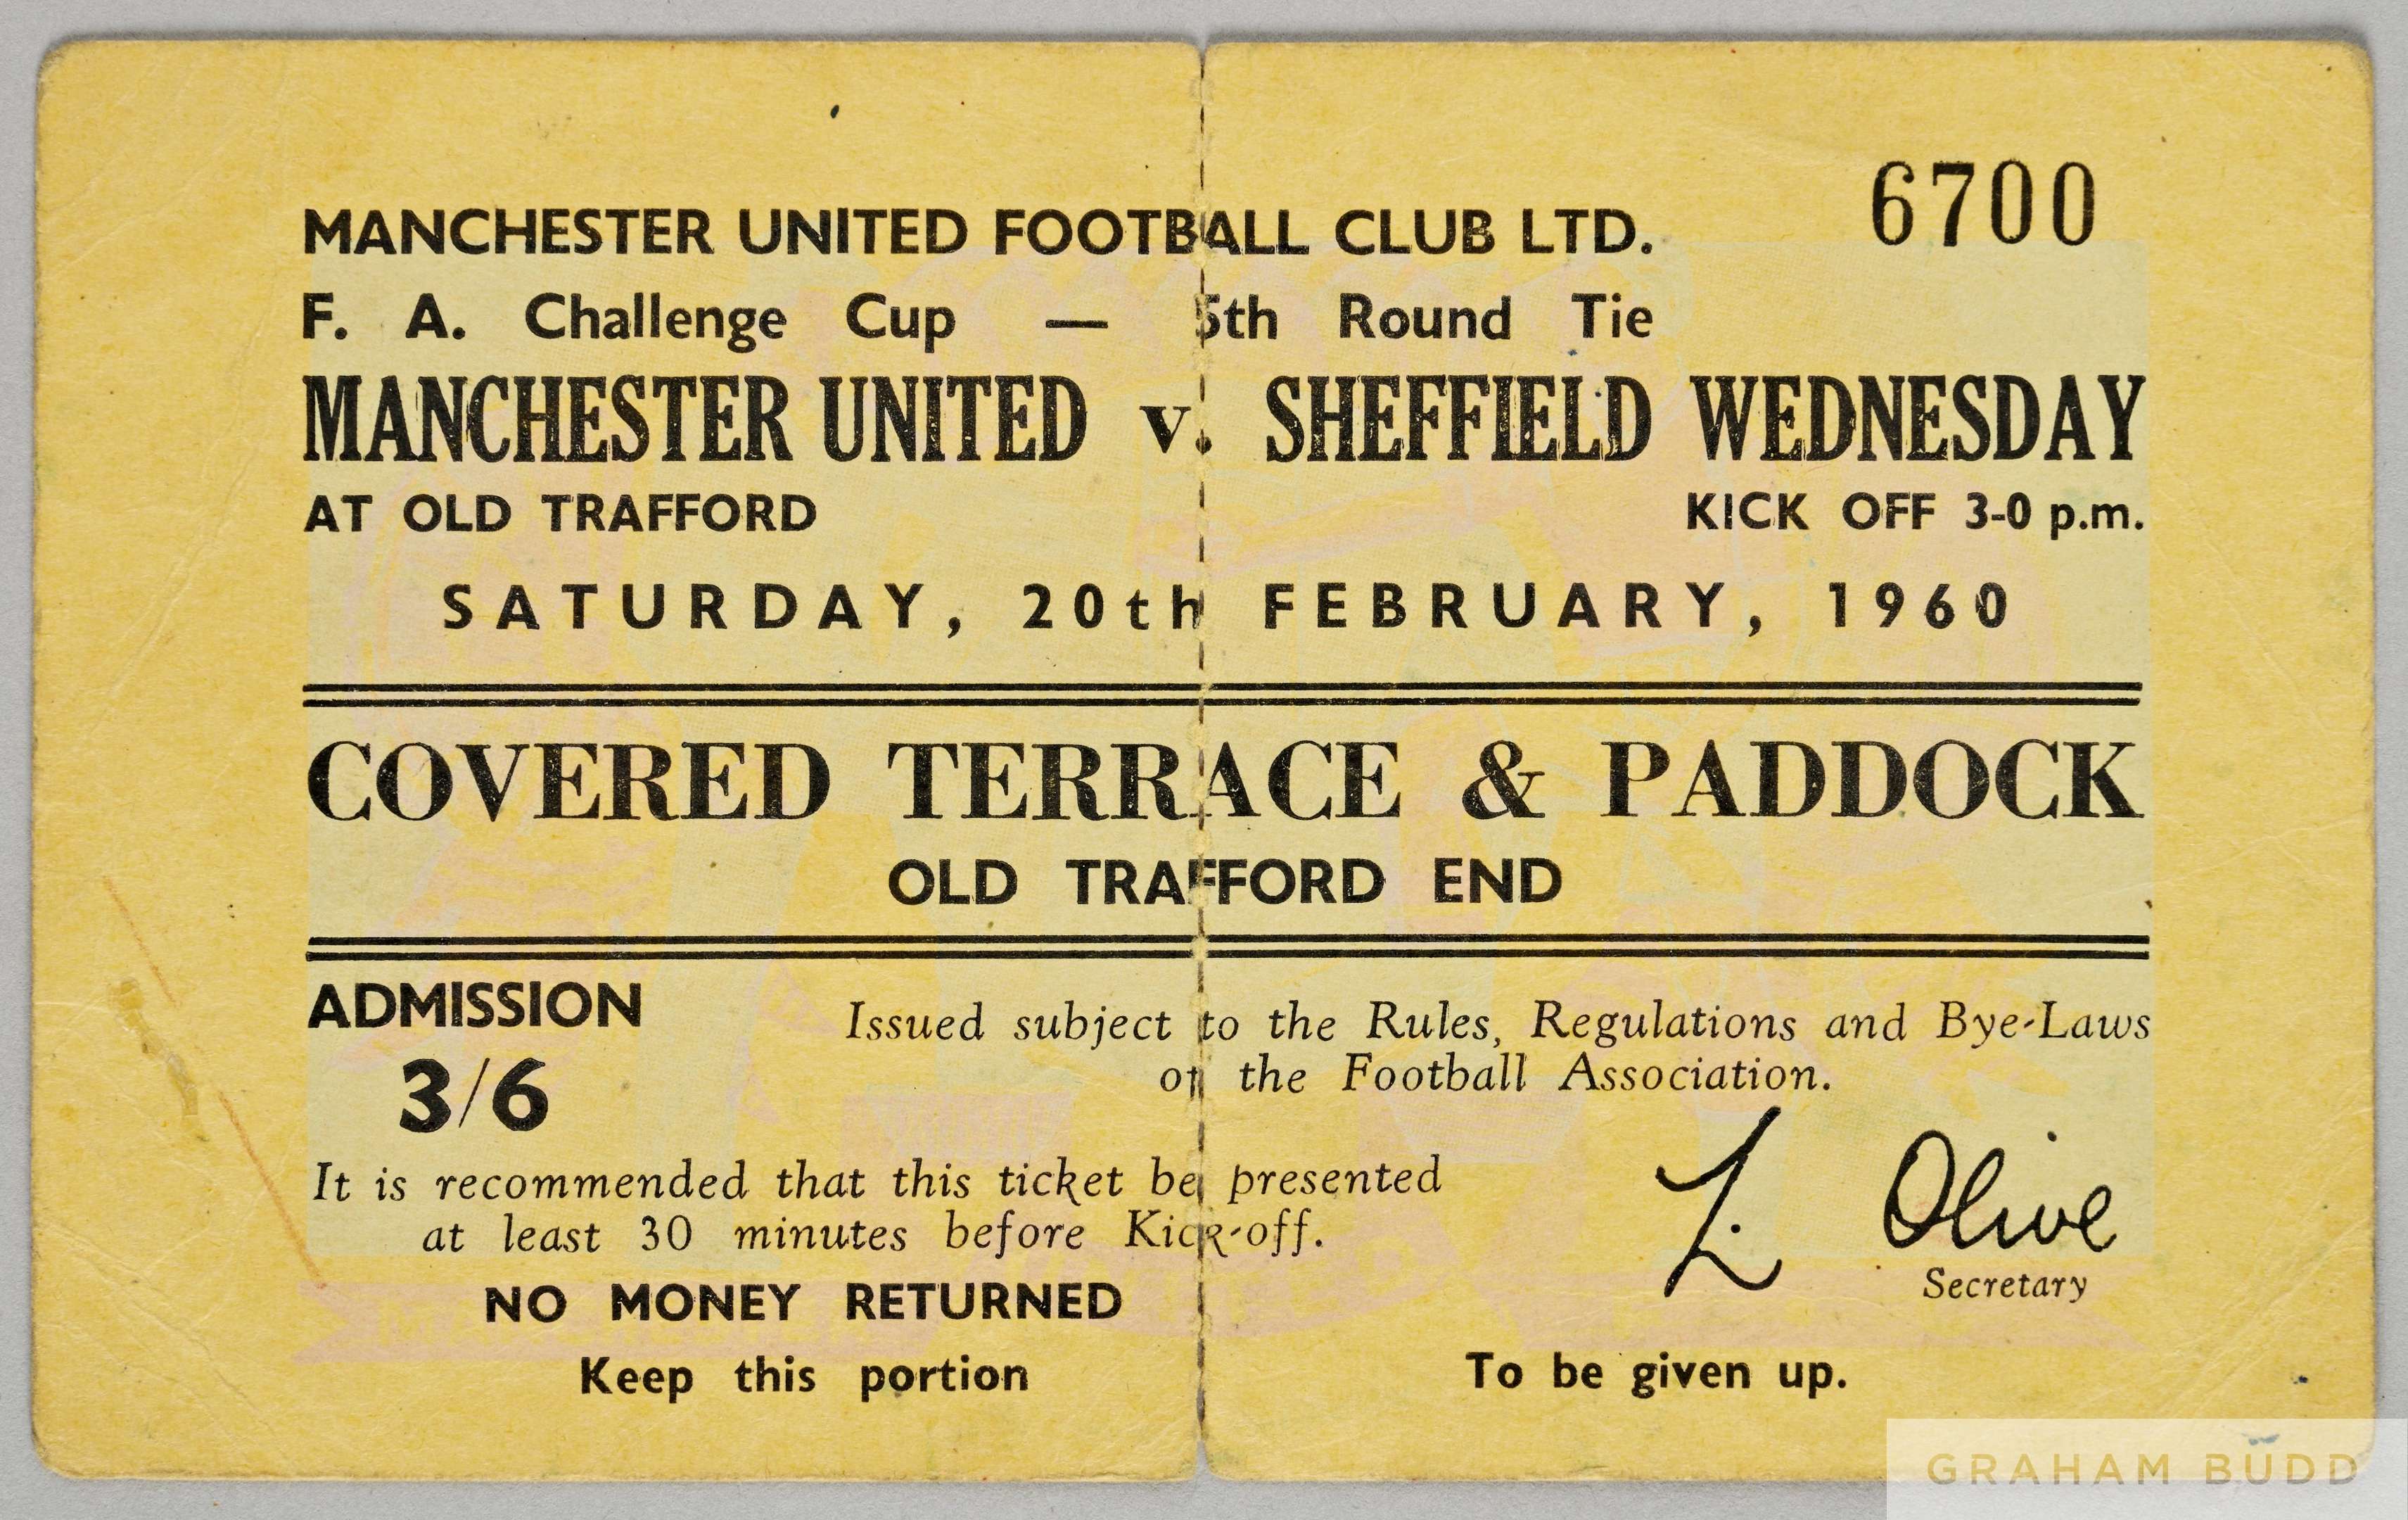 6700
MANCHESTER UNITED FOOTBALL CLUB LTD.
F. A. Challenge Cup — 5th Round Tie
MANCHESTER UNITED v. SHEFFIELD WEDNESDAY
AT OLD TRAFFORD KICK OFF 3-0 p.m.
SATURDAY, 20th FEBRUARY, 1960
COVERED TERRACE & PADDOCK
OLD TRAFFORD END
ADMISSION
3/6
Issued subject to the Rules, Regulations and Bye-Laws
of the Football Association.
It is recommended that this ticket be presented
at least 30 minutes before Kick-off.
NO MONEY RETURNED
Keep this portion
L. Olive
Secretary
To be given up.
GRAHAM BUDD